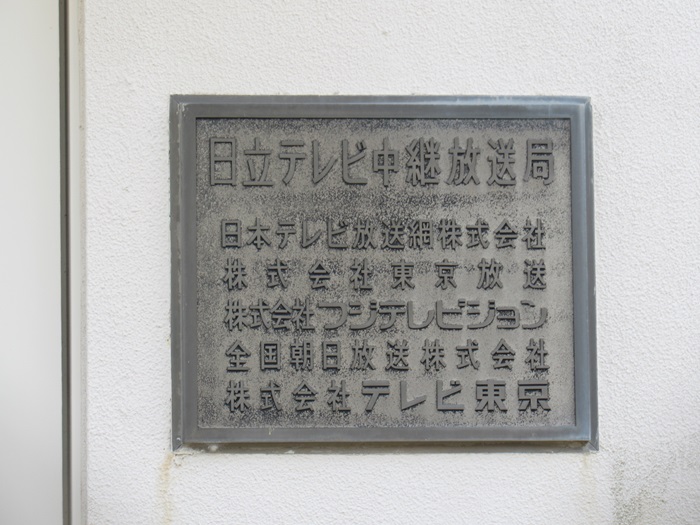 日立テレビ中継放送局
日本テレビ放送網株式会社
株式会社東京放送
株式会社フジテレビジョン
全国朝日放送株式会社
株式会社テレビ東京